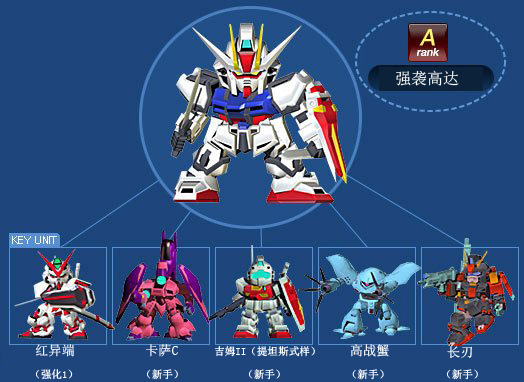 A
rank
强袭高达
KEY UNIT
红异端
卡萨C
吉姆II（提坦斯式样）
高战蟹
长刃
（强化1）
（新手）
（新手）
（新手）
（新手）